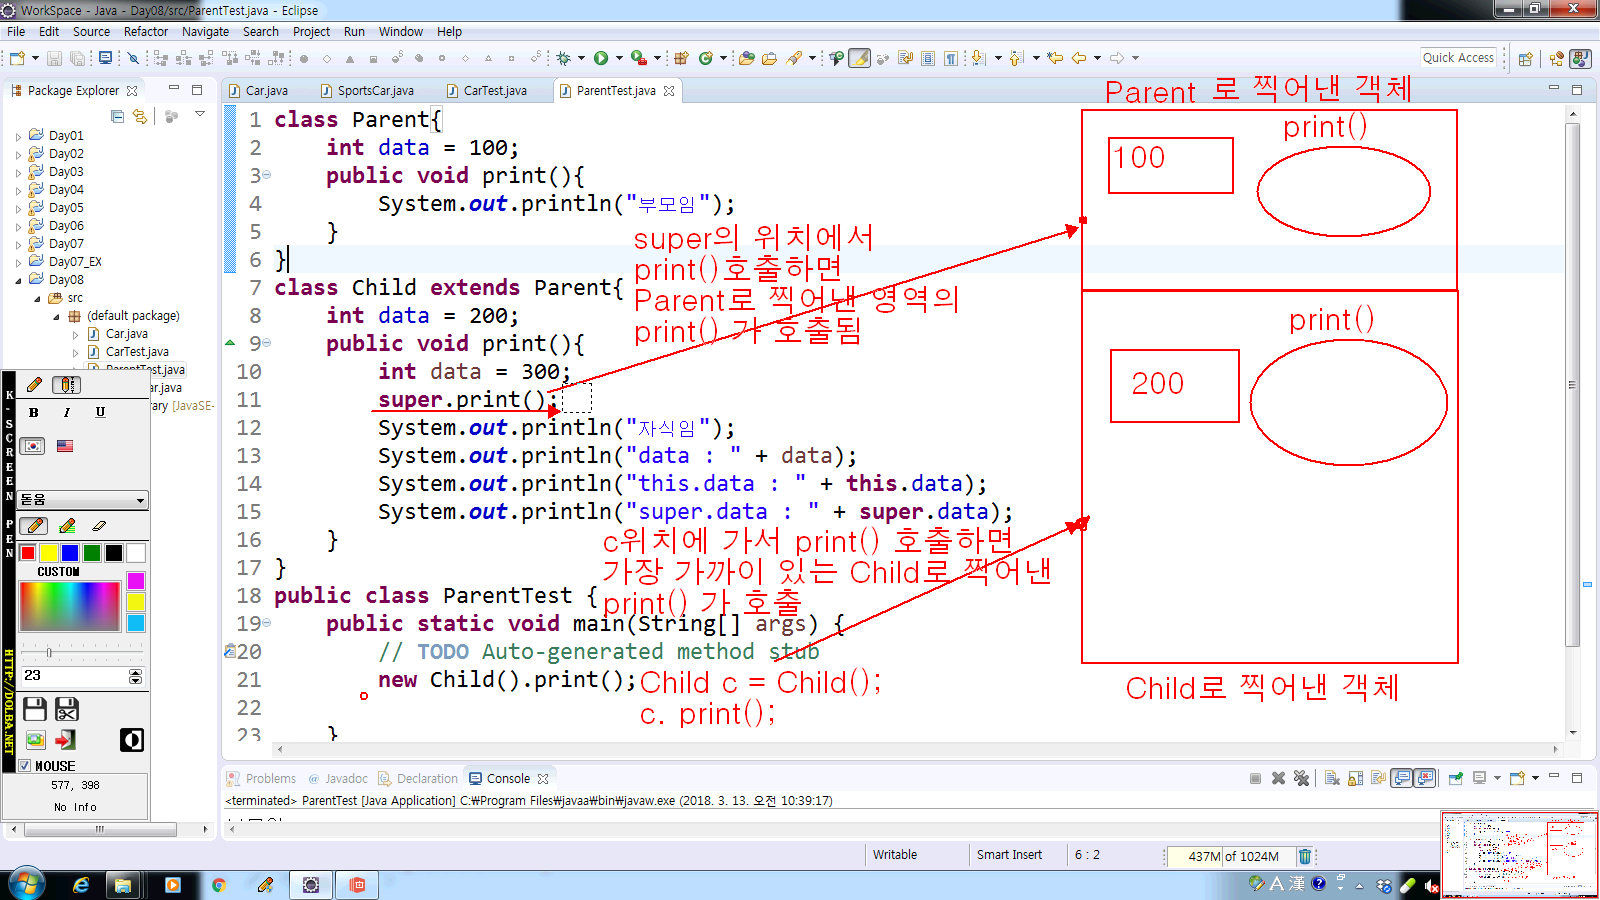 WorkSpace - Java - Day08/src/ParentTest.java - Eclipse
File Edit Source Refactor Navigate Search Project Run Window Help
Quick Access
Package Explorer
Day01
Day02
Day03
Day04
Day05
Day06
Day07
Day07_EX
Day08
src
(default package)
Car.java
CarTest.java
ParentTest.java
ar.java
rary [JavaSE-
Car.java SportsCar.java CarTest.java ParentTest.java
1 class Parent{
2 int data = 100;
3 public void print(){
4 System.out.println("부모임");
5 }
6 }
7 class Child extends Parent{
8 int data = 200;
9 public void print(){
10 int data = 300;
11 super.print();
12 System.out.println("자식임");
13 System.out.println("data : " + data);
14 System.out.println("this.data : " + this.data);
15 System.out.println("super.data : " + super.data);
16 }
17 }
18 public class ParentTest {
19 public static void main(String[] args) {
20 // TODO Auto-generated method stub
21 new Child().print();
22
23 }
super의 위치에서
print()호출하면
Parent로 찍어낸 영역의
print() 가 호출됨
c위치에 가서 print() 호출하면
가장 가까이 있는 Child로 찍어낸
print() 가 호출
Child c = Child();
c. print();
Parent 로 찍어낸 객체
print()
100
print()
200
Child로 찍어낸 객체
K-SCREEN PEN
HTTP://DOLBA.NET
B I U
돋움
CUSTOM
23
MOUSE
577, 398
No Info
Problems @ Javadoc Declaration Console
<terminated> ParentTest [Java Application] C:₩Program Files₩javaa₩bin₩javaw.exe (2018. 3. 13. 오전 10:39:17)
Writable Smart Insert 6 : 2 437M of 1024M
A 漢